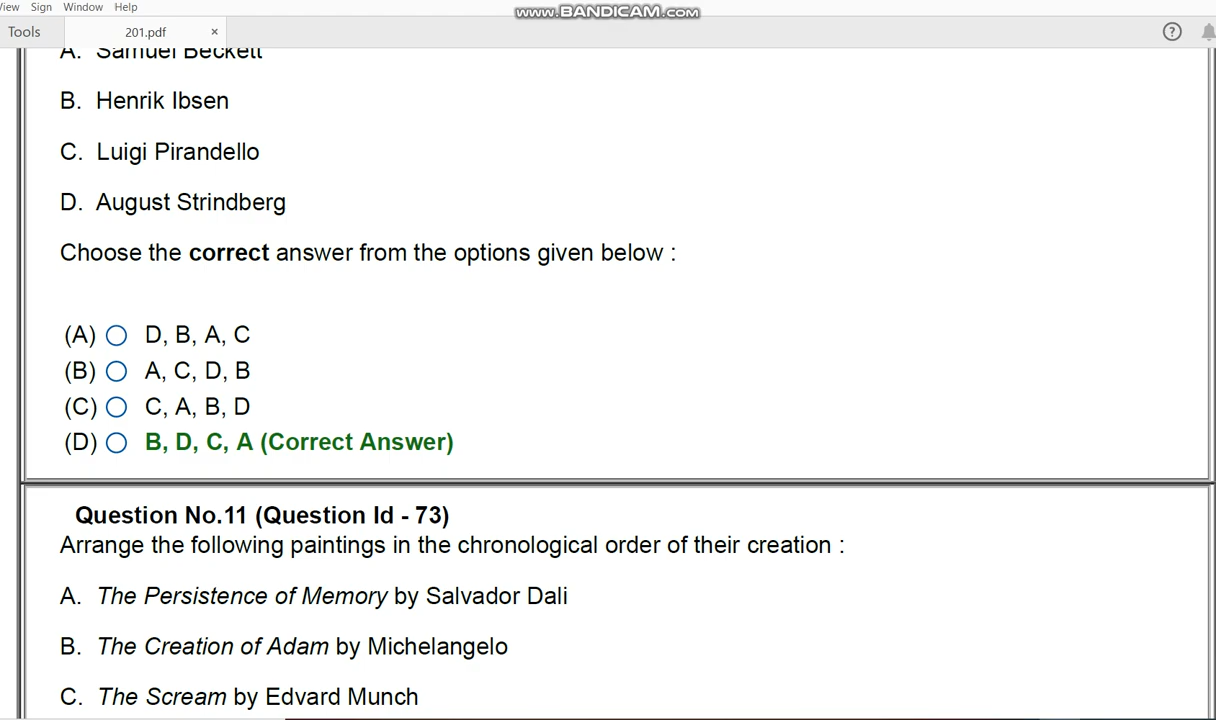 View Sign Window Help
www.BANDICAM.com
Tools 201.pdf × ?
A. Samuel Beckett
B. Henrik Ibsen
C. Luigi Pirandello
D. August Strindberg
Choose the correct answer from the options given below :
(A) D, B, A, C
(B) A, C, D, B
(C) C, A, B, D
(D) B, D, C, A (Correct Answer)
Question No.11 (Question Id - 73)
Arrange the following paintings in the chronological order of their creation :
A. The Persistence of Memory by Salvador Dali
B. The Creation of Adam by Michelangelo
C. The Scream by Edvard Munch